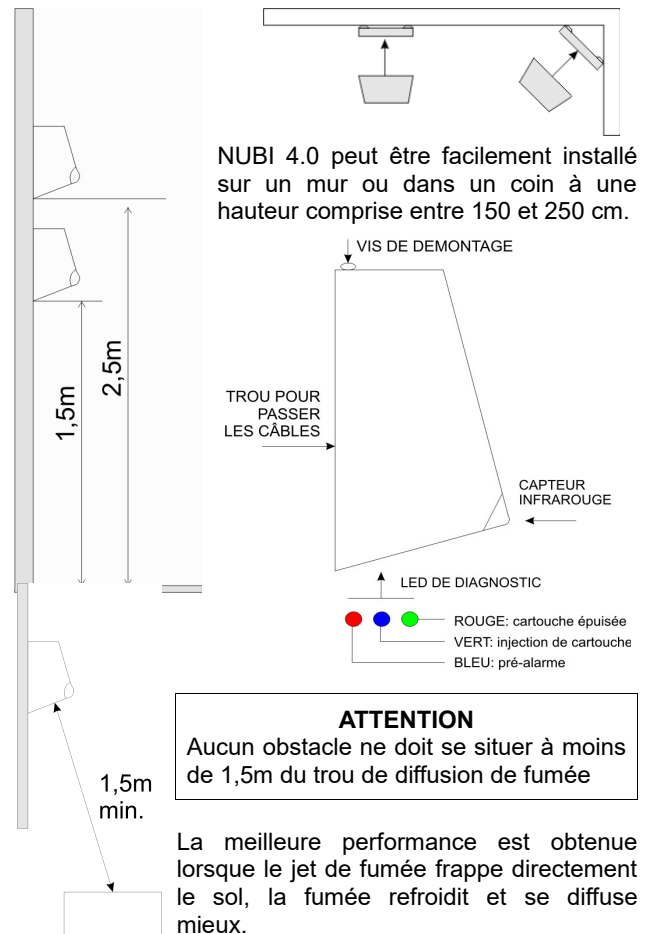 NUBI 4.0 peut être facilement installé
sur un mur ou dans un coin à une
hauteur comprise entre 150 et 250 cm.
1,5m
2,5m
VIS DE DEMONTAGE
TROU POUR
PASSER
LES CÂBLES
CAPTEUR
INFRAROUGE
LED DE DIAGNOSTIC
ROUGE: cartouche épuisée
VERT: injection de cartouche
BLEU: pré-alarme
ATTENTION
Aucun obstacle ne doit se situer à moins
de 1,5m du trou de diffusion de fumée
1,5m
min.
La meilleure performance est obtenue
lorsque le jet de fumée frappe directement
le sol, la fumée refroidit et se diffuse
mieux.